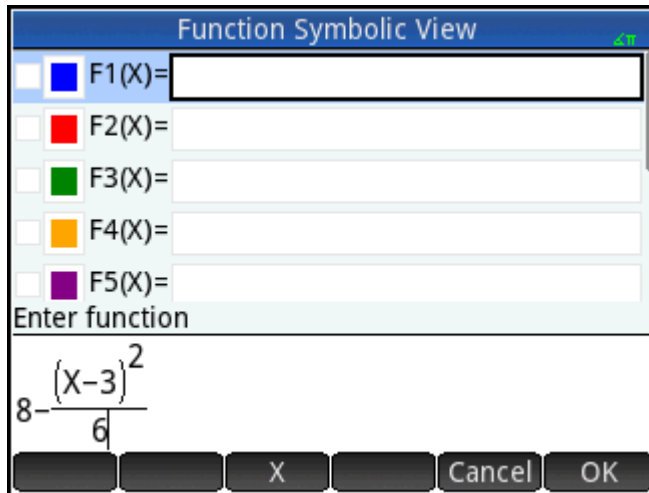 Function Symbolic View
∡π
F1(X)=
F2(X)=
F3(X)=
F4(X)=
F5(X)=
Enter function
8-(X-3)²/6
X Cancel OK